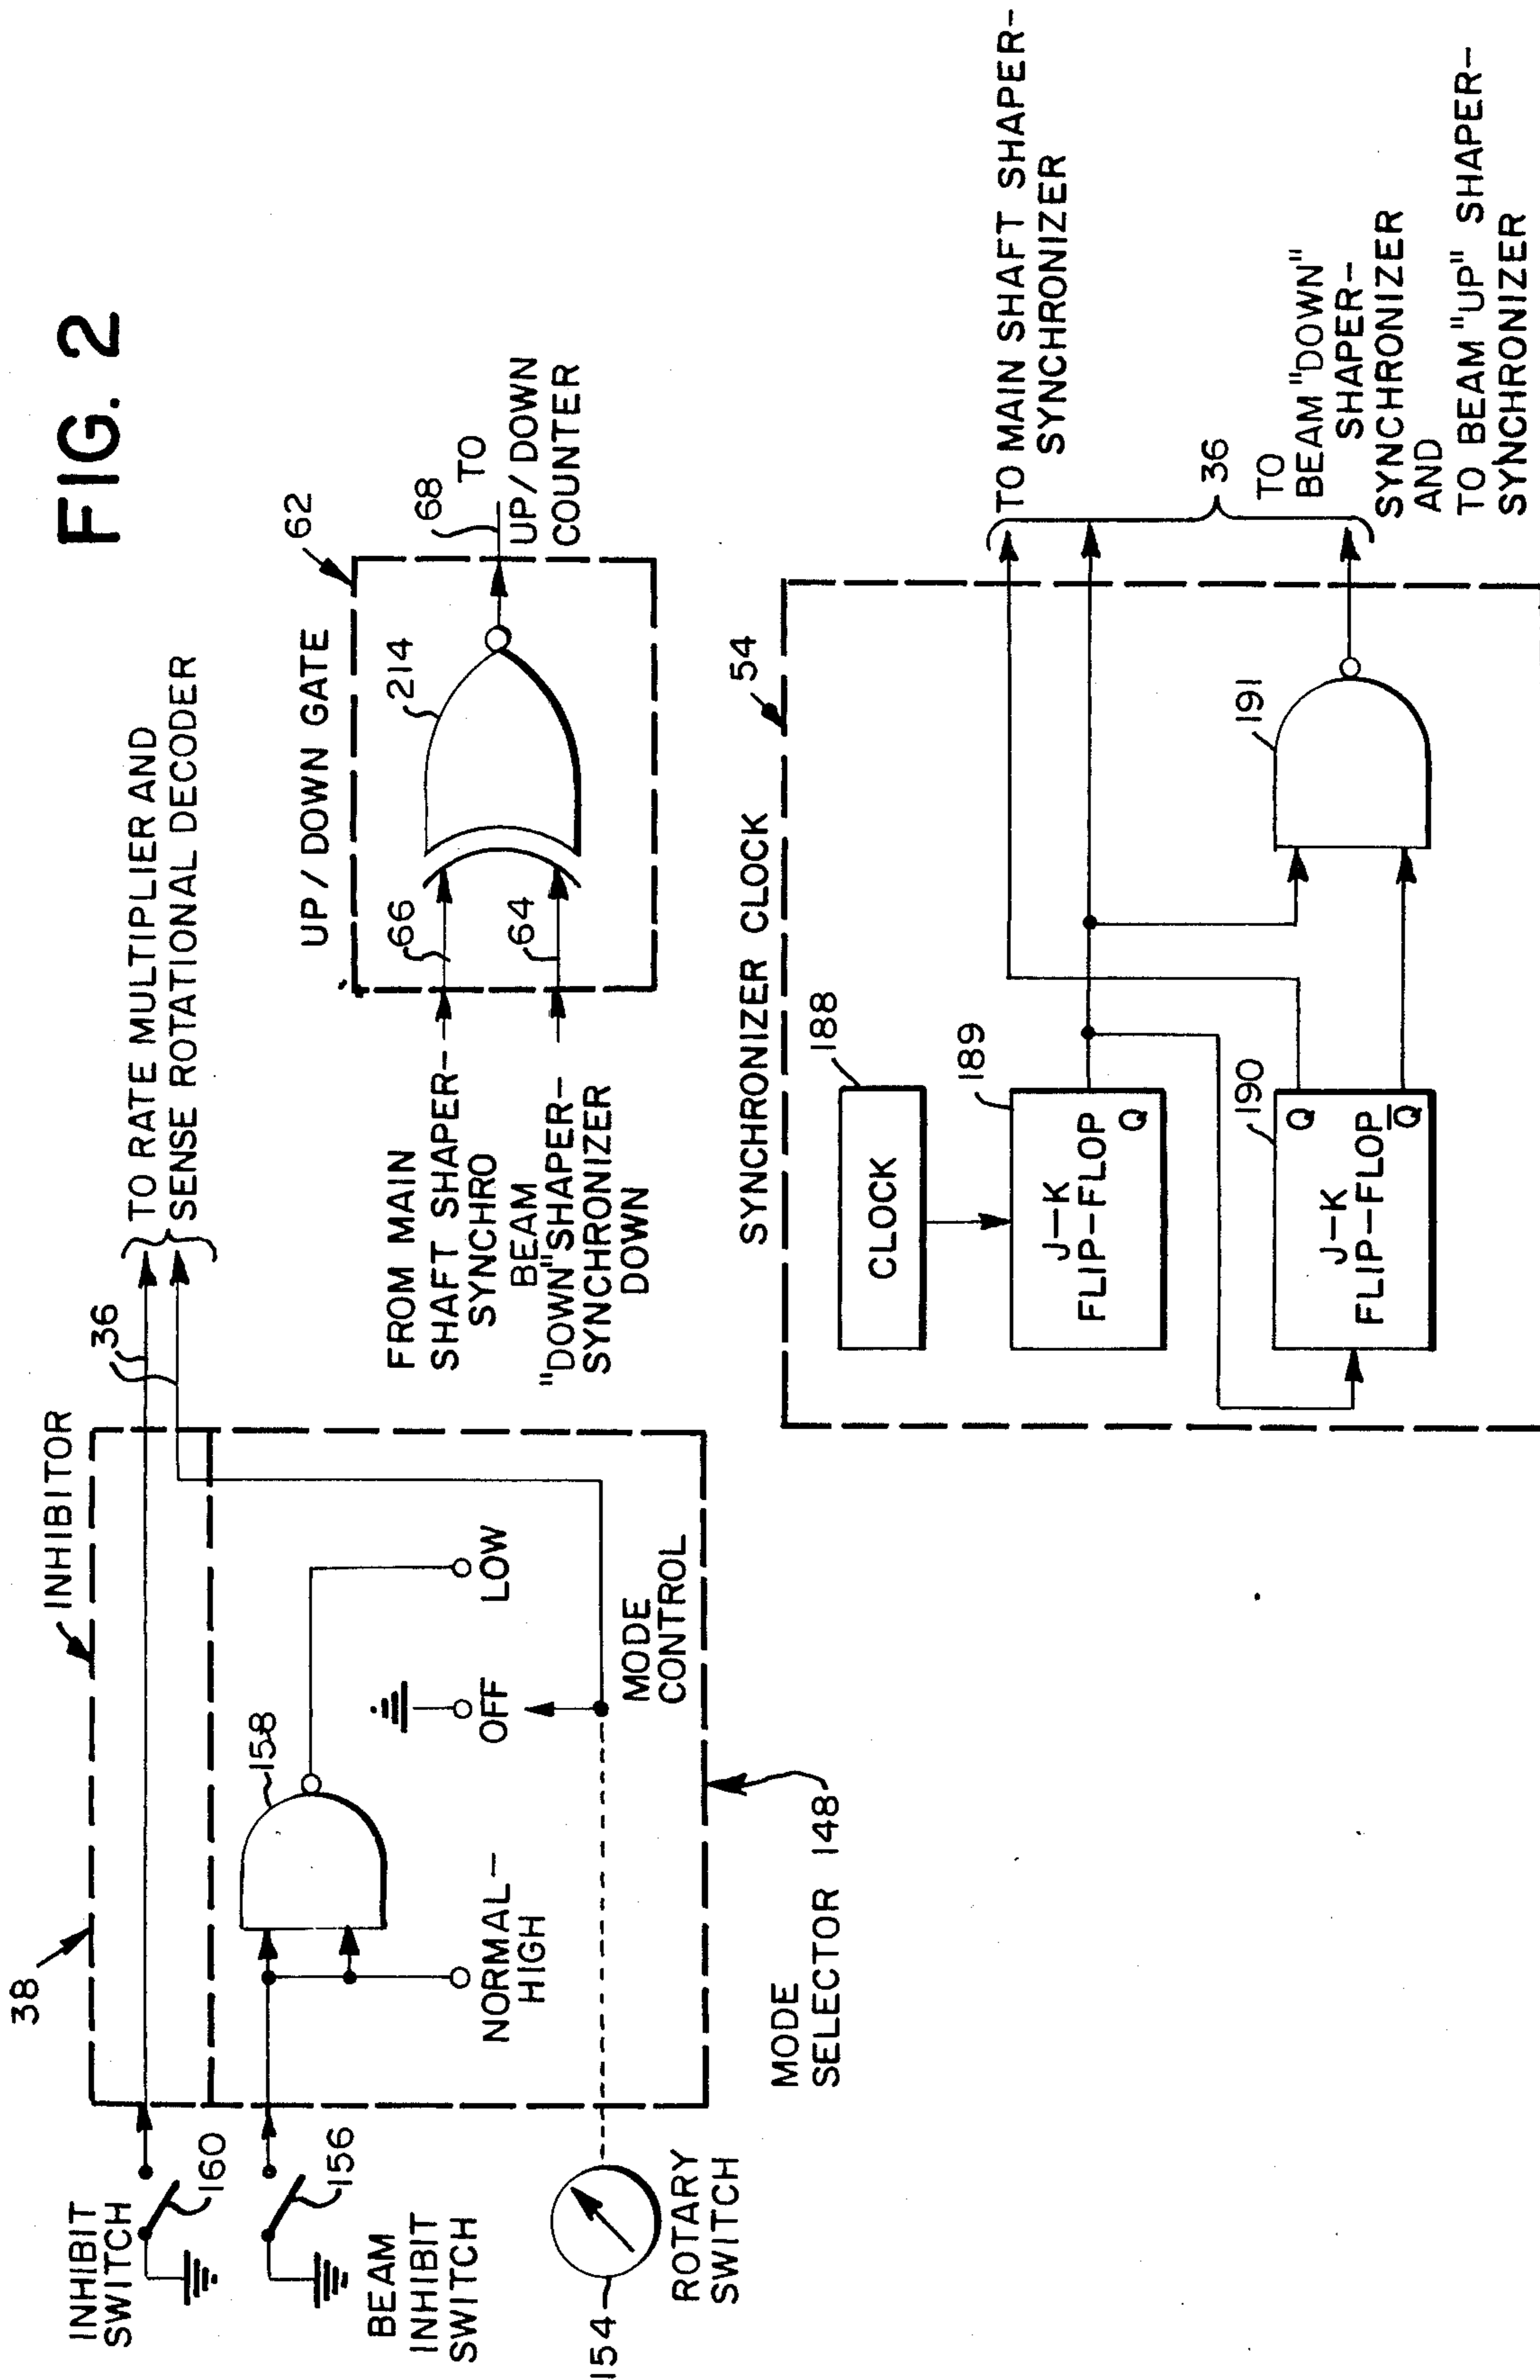 FIG. 2
38
INHIBITOR
36
TO RATE MULTIPLIER AND
SENSE ROTATIONAL DECODER
INHIBIT
SWITCH
160
156
BEAM
INHIBIT
SWITCH
158
NORMAL-
HIGH
OFF
LOW
MODE
CONTROL
154
ROTARY
SWITCH
MODE
SELECTOR 148
UP/DOWN GATE
62
214
66
64
68
TO
UP/DOWN
COUNTER
FROM MAIN
SHAFT SHAPER-
SYNCHRO
BEAM
"DOWN" SHAPER-
SYNCHRONIZER
DOWN
SYNCHRONIZER CLOCK
54
188
CLOCK
189
J-K
FLIP-FLOP
Q
190
J-K
FLIP-FLOP
Q
Q̅
191
TO MAIN SHAFT SHAPER-
SYNCHRONIZER
36
TO
BEAM "DOWN"
SHAPER-
SYNCHRONIZER
AND
TO BEAM "UP" SHAPER-
SYNCHRONIZER